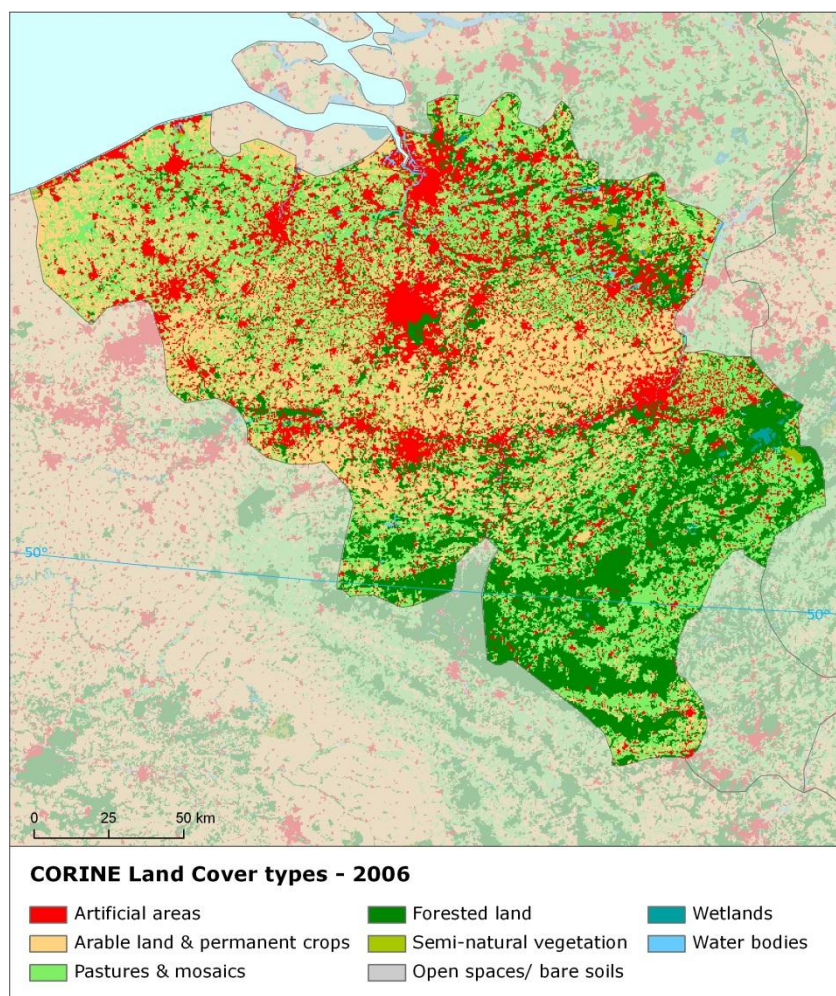 50°
50°
0 25 50 km
CORINE Land Cover types - 2006
Artificial areas
Arable land & permanent crops
Pastures & mosaics
Forested land
Semi-natural vegetation
Open spaces/ bare soils
Wetlands
Water bodies